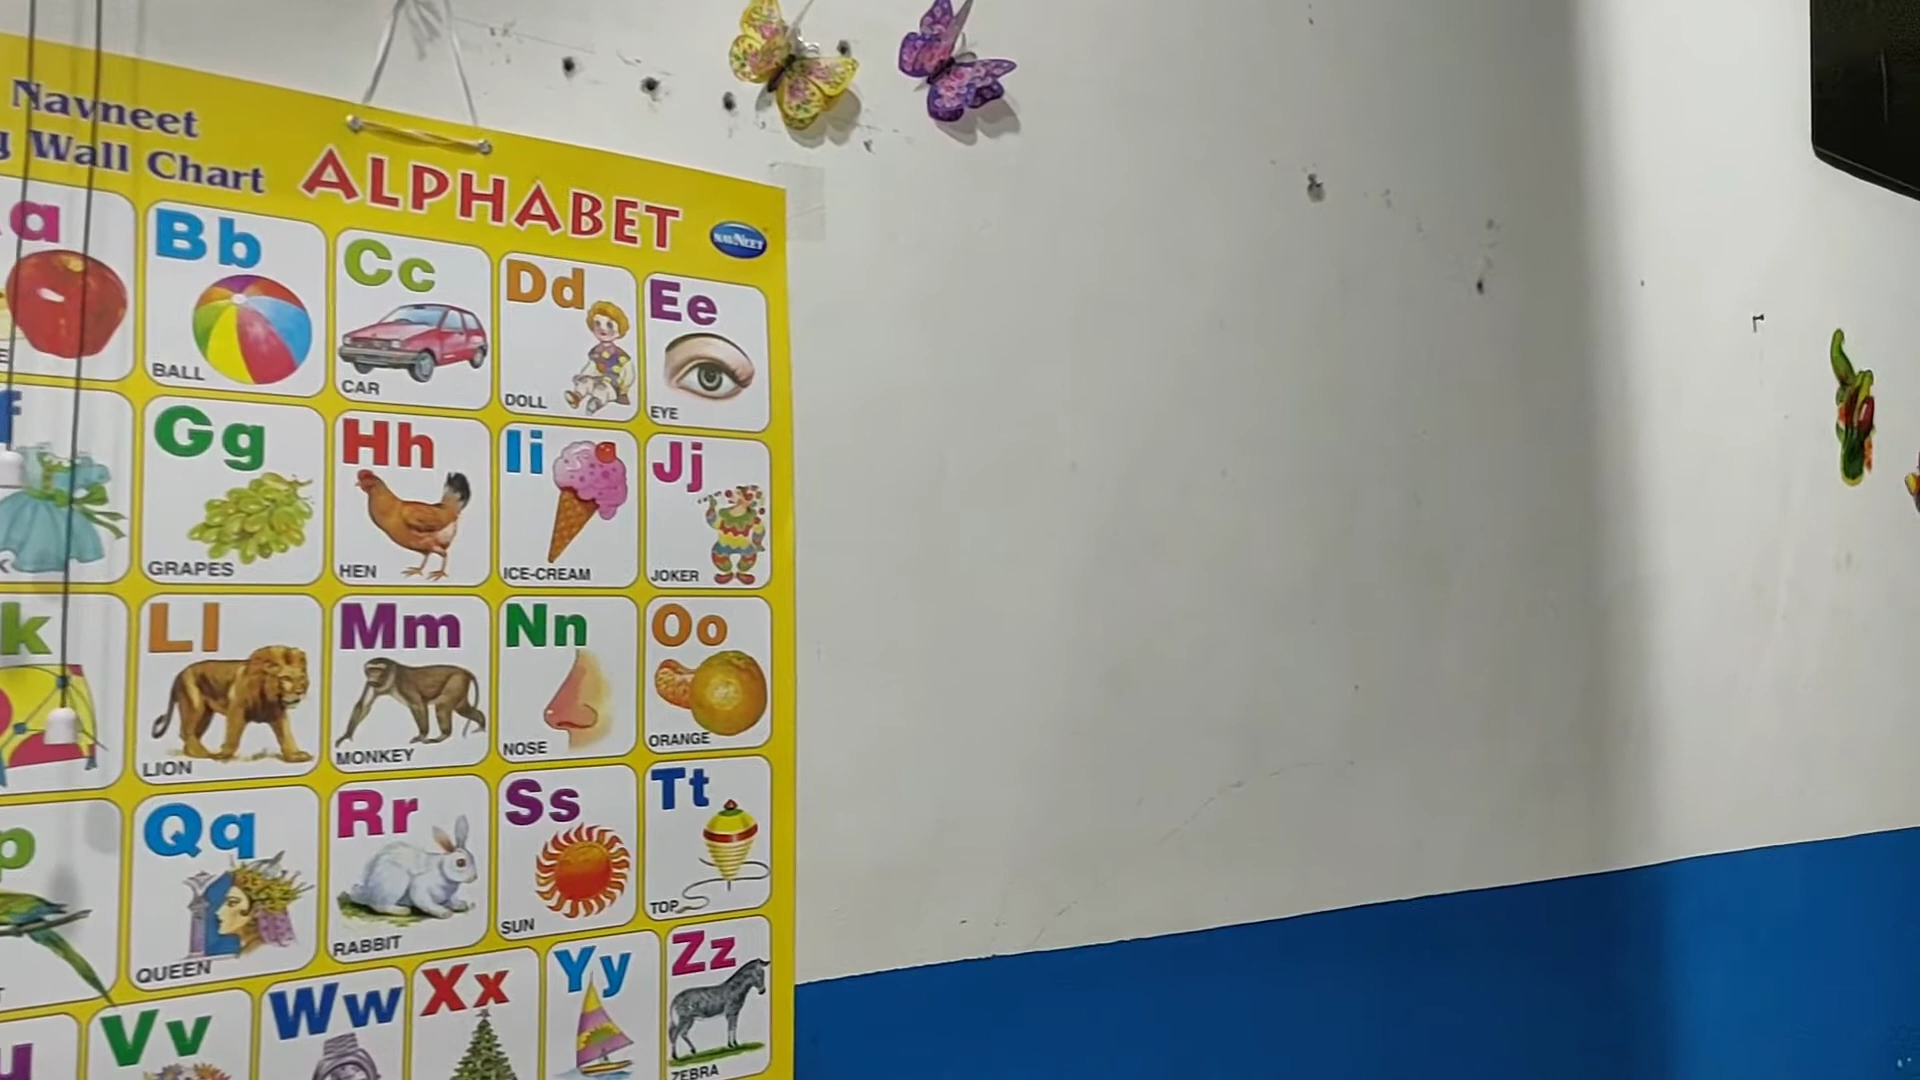 Navneet
Wall Chart
ALPHABET
NAVNEET
a Bb Cc Dd Ee
BALL CAR DOLL EYE
f Gg Hh Ii Jj
GRAPES HEN ICE-CREAM JOKER
k Ll Mm Nn Oo
LION MONKEY NOSE ORANGE
p Qq Rr Ss Tt
QUEEN RABBIT SUN TOP
u Vv Ww Xx Yy Zz
ZEBRA